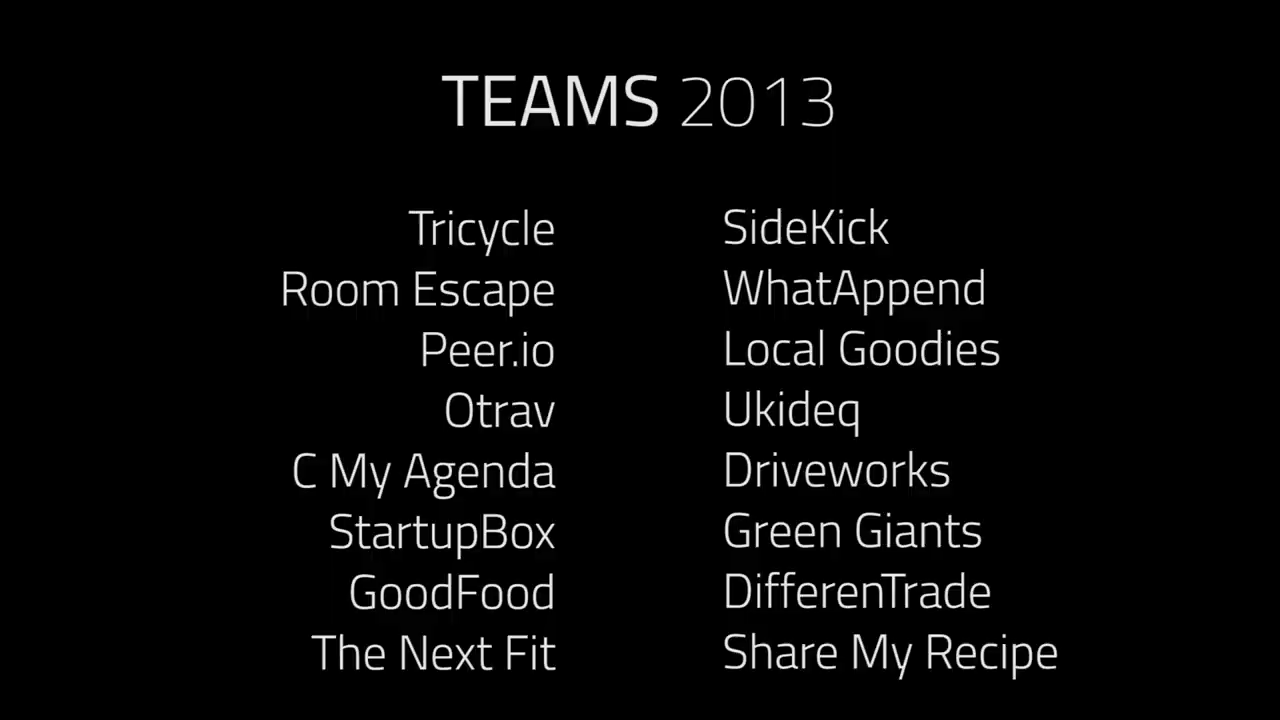 TEAMS 2013
Tricycle
Room Escape
Peer.io
Otrav
C My Agenda
StartupBox
GoodFood
The Next Fit
SideKick
WhatAppend
Local Goodies
Ukideq
Driveworks
Green Giants
DifferenTrade
Share My Recipe